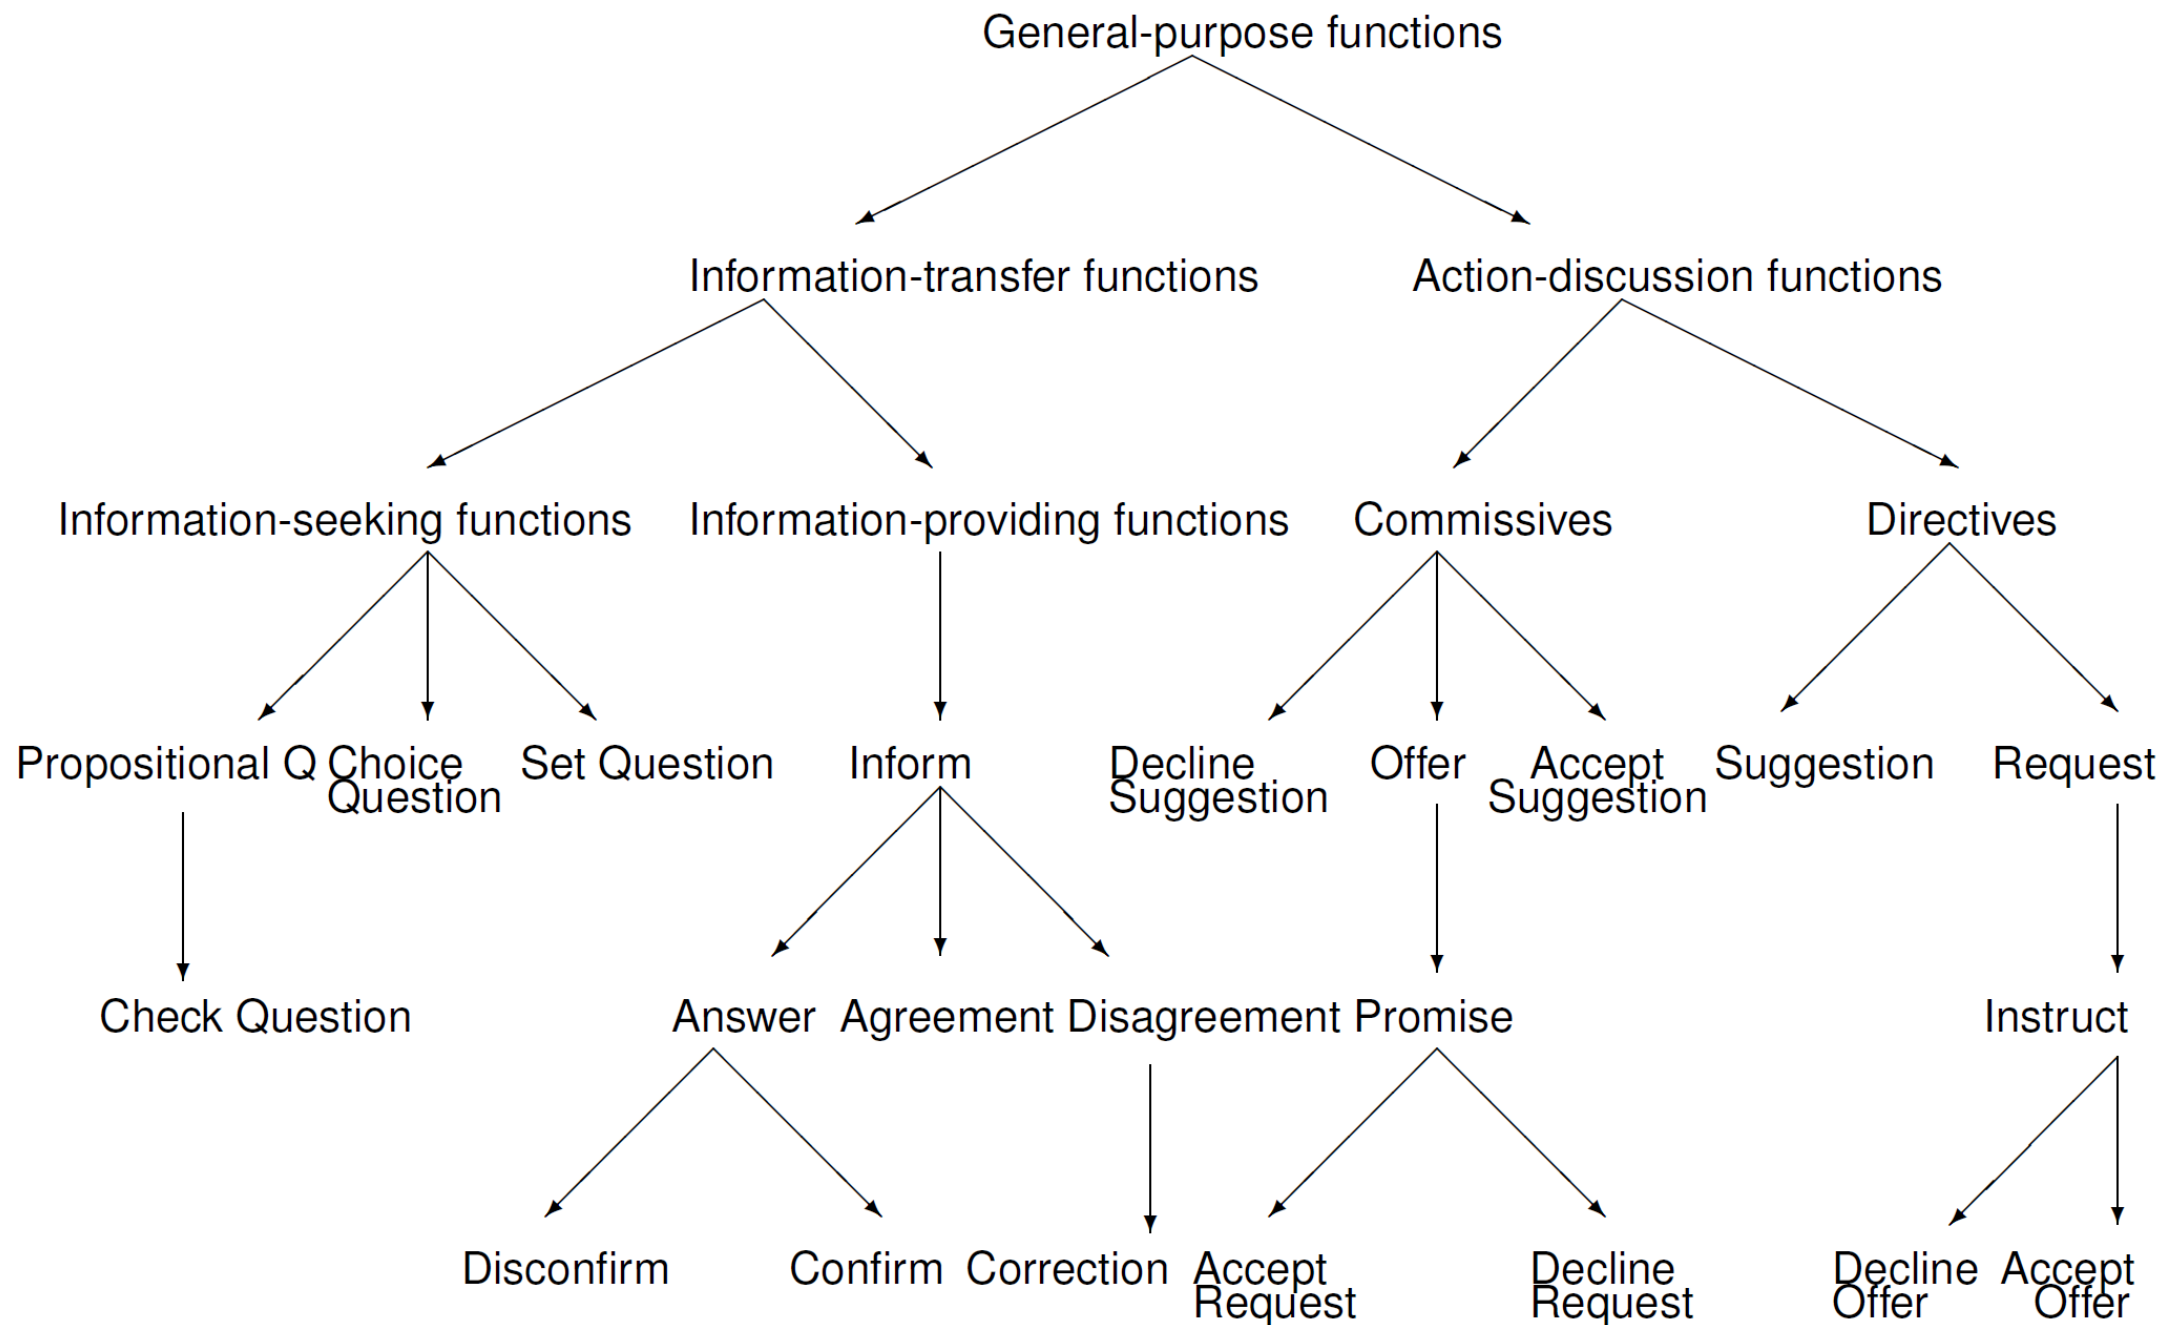 General-purpose functions
Information-transfer functions
Action-discussion functions
Information-seeking functions
Information-providing functions
Commissives
Directives
Propositional Q
Choice
Question
Set Question
Inform
Decline
Suggestion
Offer
Accept
Suggestion
Suggestion
Request
Check Question
Answer
Agreement
Disagreement
Promise
Instruct
Disconfirm
Confirm
Correction
Accept
Request
Decline
Request
Decline
Offer
Accept
Offer